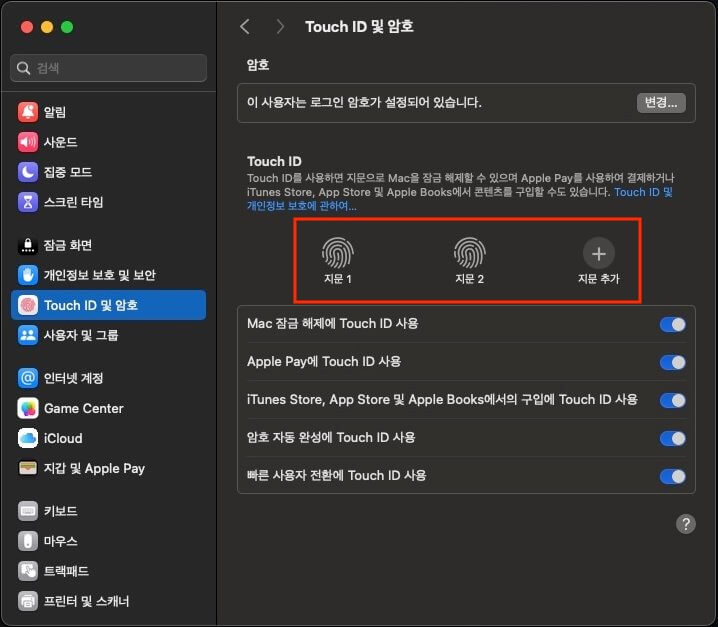 Touch ID 및 암호
검색
알림
사운드
집중 모드
스크린 타임
잠금 화면
개인정보 보호 및 보안
Touch ID 및 암호
사용자 및 그룹
인터넷 계정
Game Center
iCloud
지갑 및 Apple Pay
키보드
마우스
트랙패드
프린터 및 스캐너
암호
이 사용자는 로그인 암호가 설정되어 있습니다.
변경...
Touch ID
Touch ID를 사용하면 지문으로 Mac을 잠금 해제할 수 있으며 Apple Pay를 사용하여 결제하거나
iTunes Store, App Store 및 Apple Books에서 콘텐츠를 구입할 수도 있습니다. Touch ID 및
개인정보 보호에 관하여...
지문 1
지문 2
지문 추가
Mac 잠금 해제에 Touch ID 사용
Apple Pay에 Touch ID 사용
iTunes Store, App Store 및 Apple Books에서의 구입에 Touch ID 사용
암호 자동 완성에 Touch ID 사용
빠른 사용자 전환에 Touch ID 사용
?